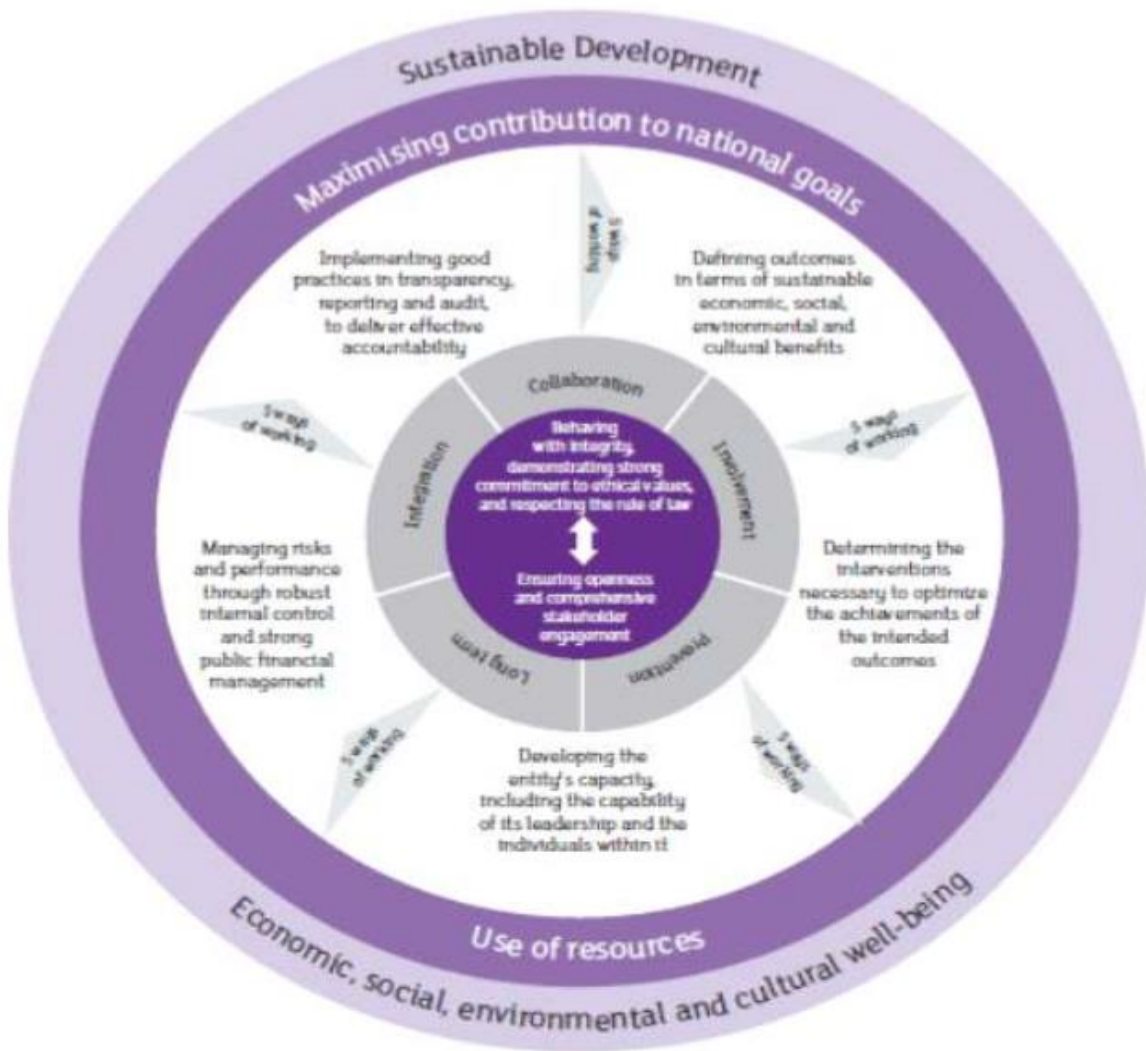 Sustainable Development
Maximising contribution to national goals
5 ways
of working
Implementing good
practices in transparency,
reporting and audit,
to deliver effective
accountability
Defining outcomes
in terms of sustainable
economic, social,
environmental and
cultural benefits
5 ways
of working
5 ways
of working
Collaboration
Integration
Involvement
Behaving
with integrity,
demonstrating strong
commitment to ethical values,
and respecting the rule of law
Ensuring openness
and comprehensive
stakeholder
engagement
Managing risks
and performance
through robust
internal control
and strong
public financial
management
Determining the
interventions
necessary to optimize
the achievements of
the intended
outcomes
Long term
Prevention
5 ways
of working
5 ways
of working
Developing the
entity's capacity,
including the capability
of its leadership and the
individuals within it
Use of resources
Economic, social, environmental and cultural well-being